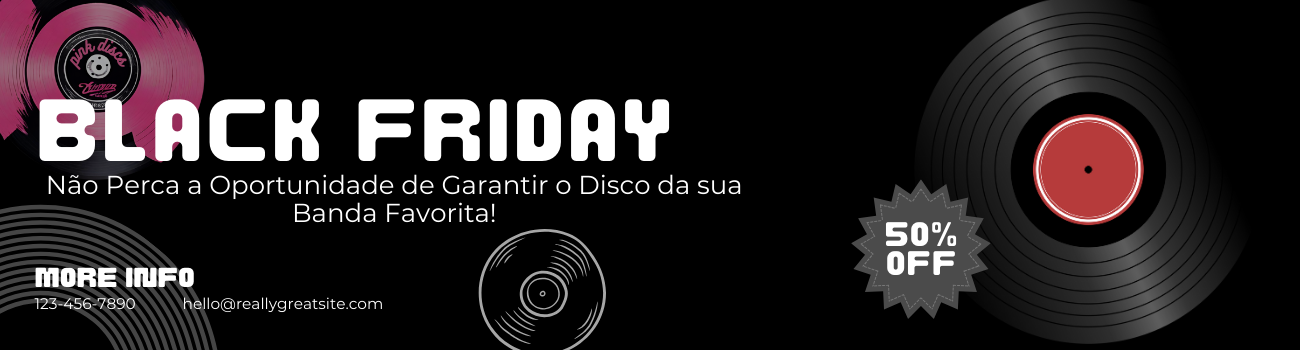 pink discs
BLACK FRIDAY
Não Perca a Oportunidade de Garantir o Disco da sua
Banda Favorita!
50%
OFF
MORE INFO
123-456-7890 hello@reallygreatsite.com